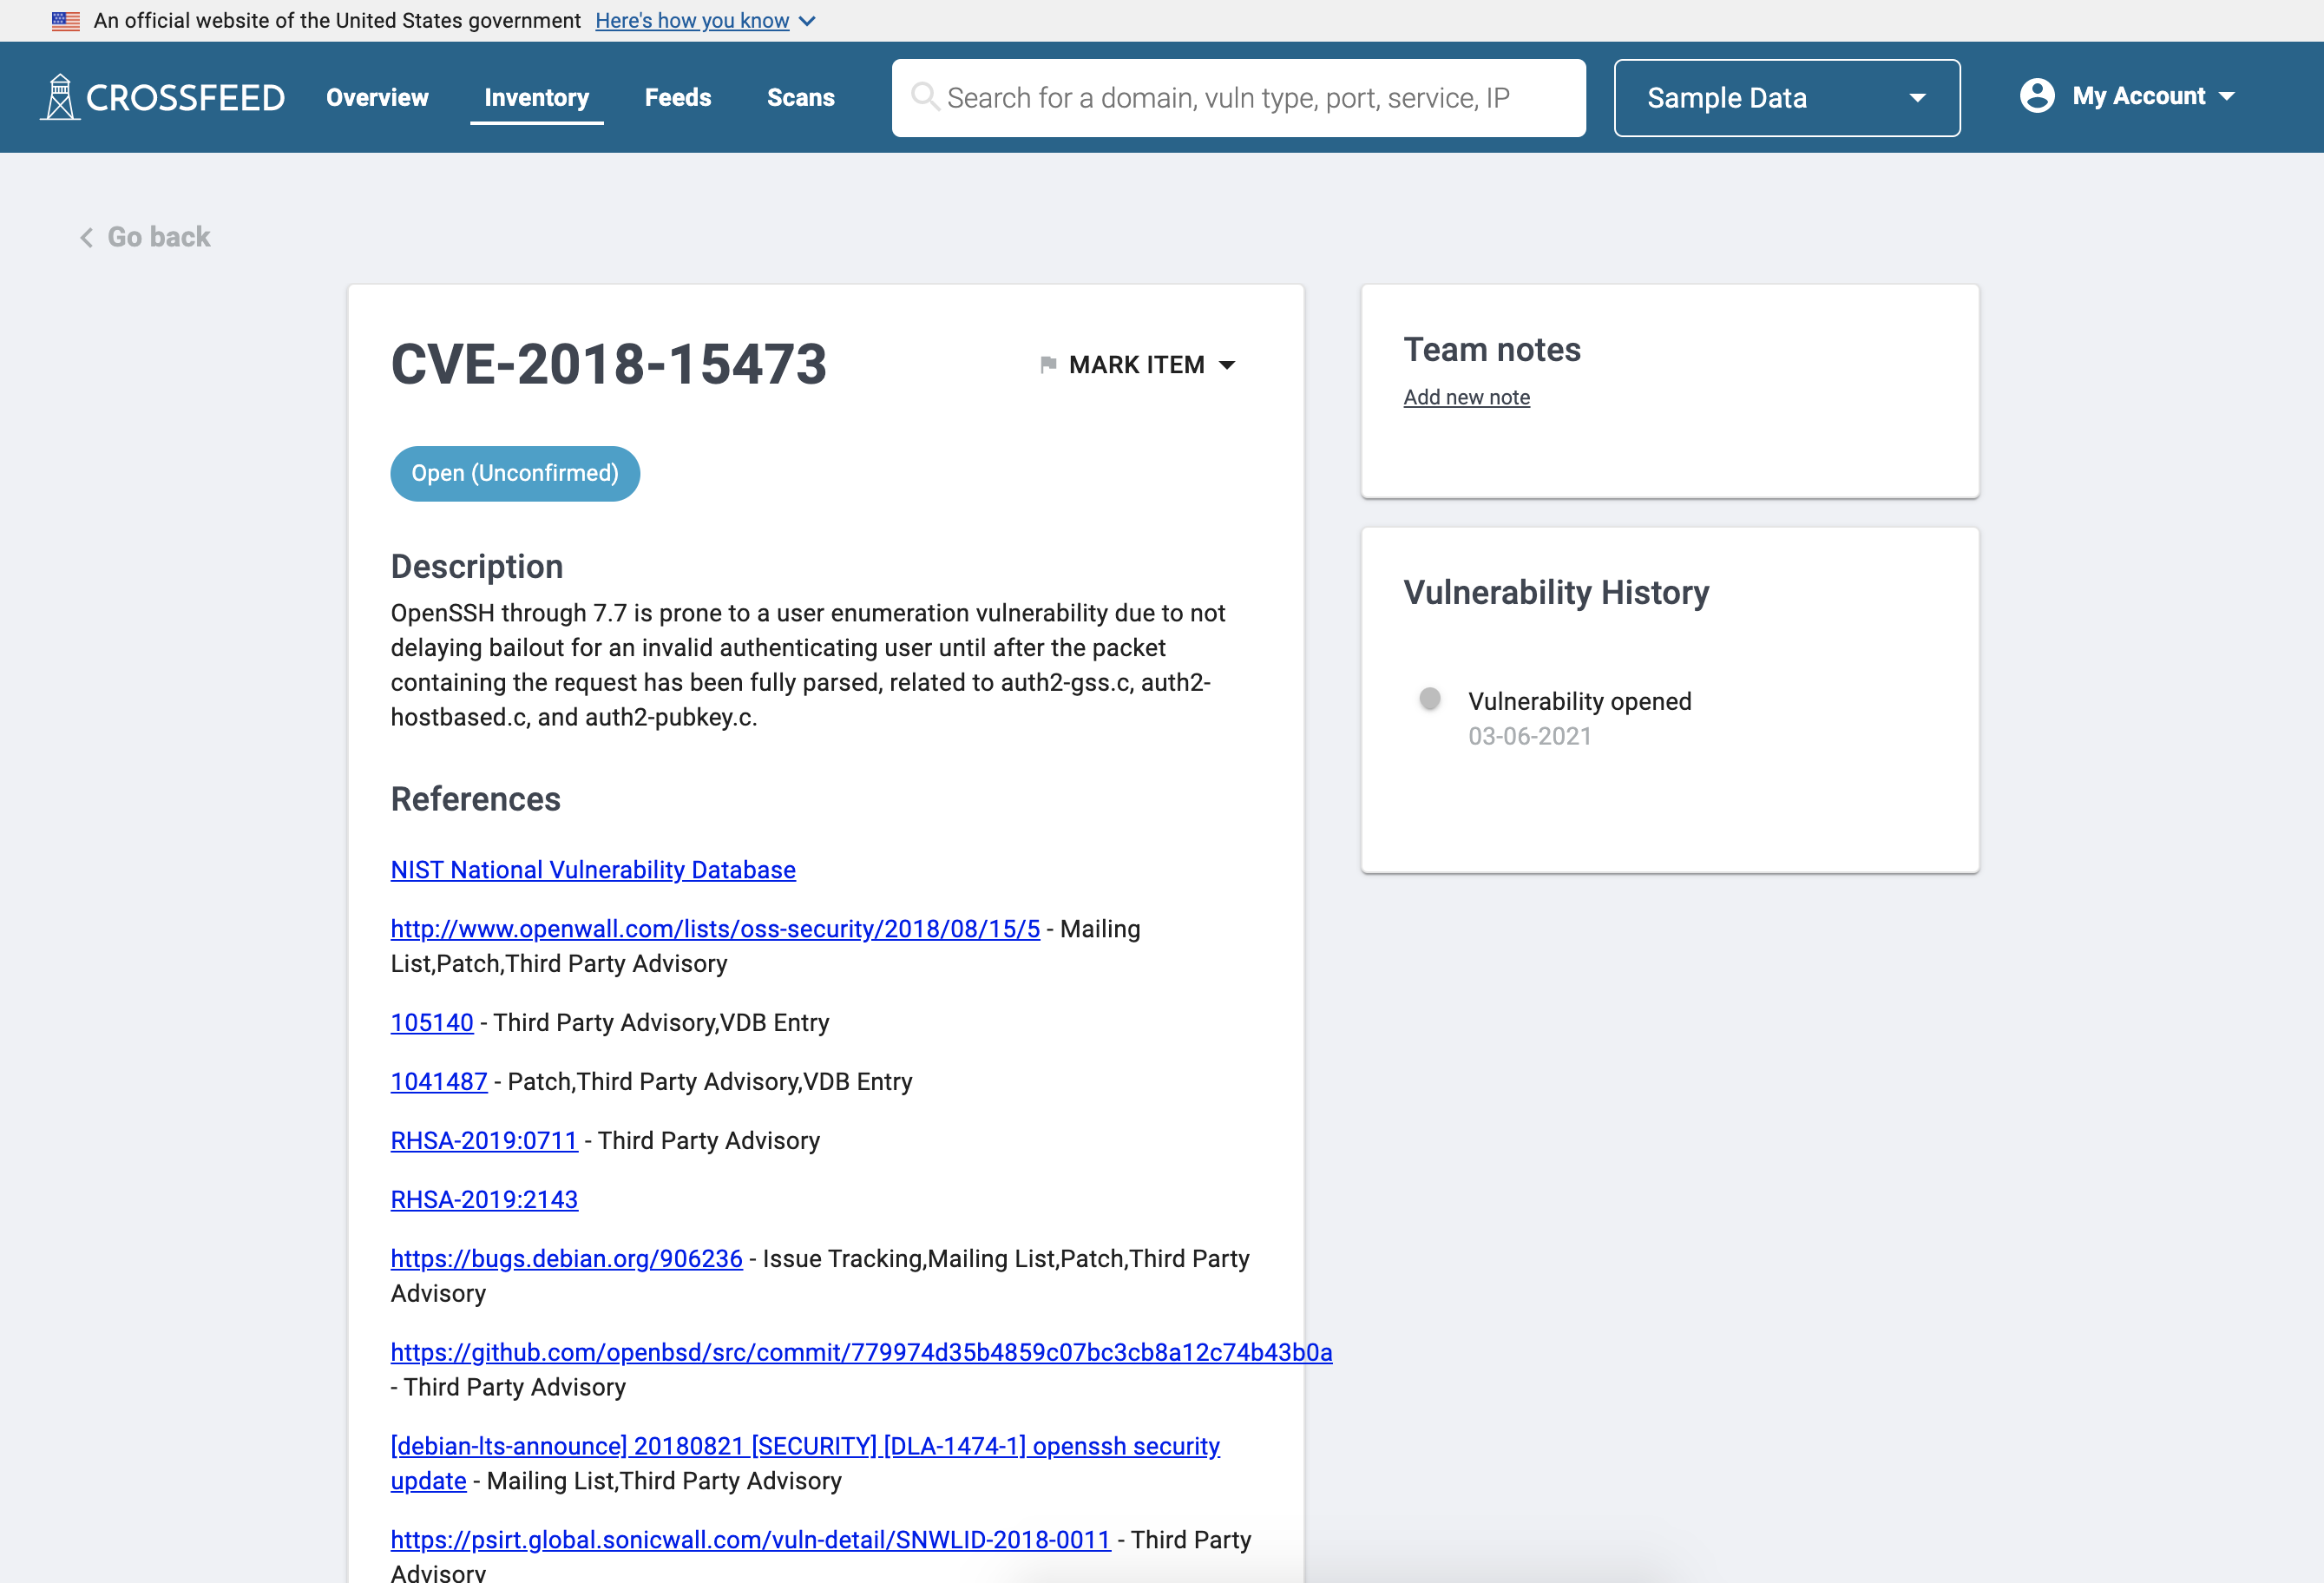 An official website of the United States government Here's how you know
CROSSFEED Overview Inventory Feeds Scans Search for a domain, vuln type, port, service, IP Sample Data My Account
Go back
CVE-2018-15473
MARK ITEM
Open (Unconfirmed)
Description
OpenSSH through 7.7 is prone to a user enumeration vulnerability due to not
delaying bailout for an invalid authenticating user until after the packet
containing the request has been fully parsed, related to auth2-gss.c, auth2-
hostbased.c, and auth2-pubkey.c.
References
NIST National Vulnerability Database
http://www.openwall.com/lists/oss-security/2018/08/15/5 - Mailing
List,Patch,Third Party Advisory
105140 - Third Party Advisory,VDB Entry
1041487 - Patch,Third Party Advisory,VDB Entry
RHSA-2019:0711 - Third Party Advisory
RHSA-2019:2143
https://bugs.debian.org/906236 - Issue Tracking,Mailing List,Patch,Third Party
Advisory
https://github.com/openbsd/src/commit/779974d35b4859c07bc3cb8a12c74b43b0a
- Third Party Advisory
[debian-lts-announce] 20180821 [SECURITY] [DLA-1474-1] openssh security
update - Mailing List,Third Party Advisory
https://psirt.global.sonicwall.com/vuln-detail/SNWLID-2018-0011 - Third Party
Advisory
Team notes
Add new note
Vulnerability History
Vulnerability opened
03-06-2021